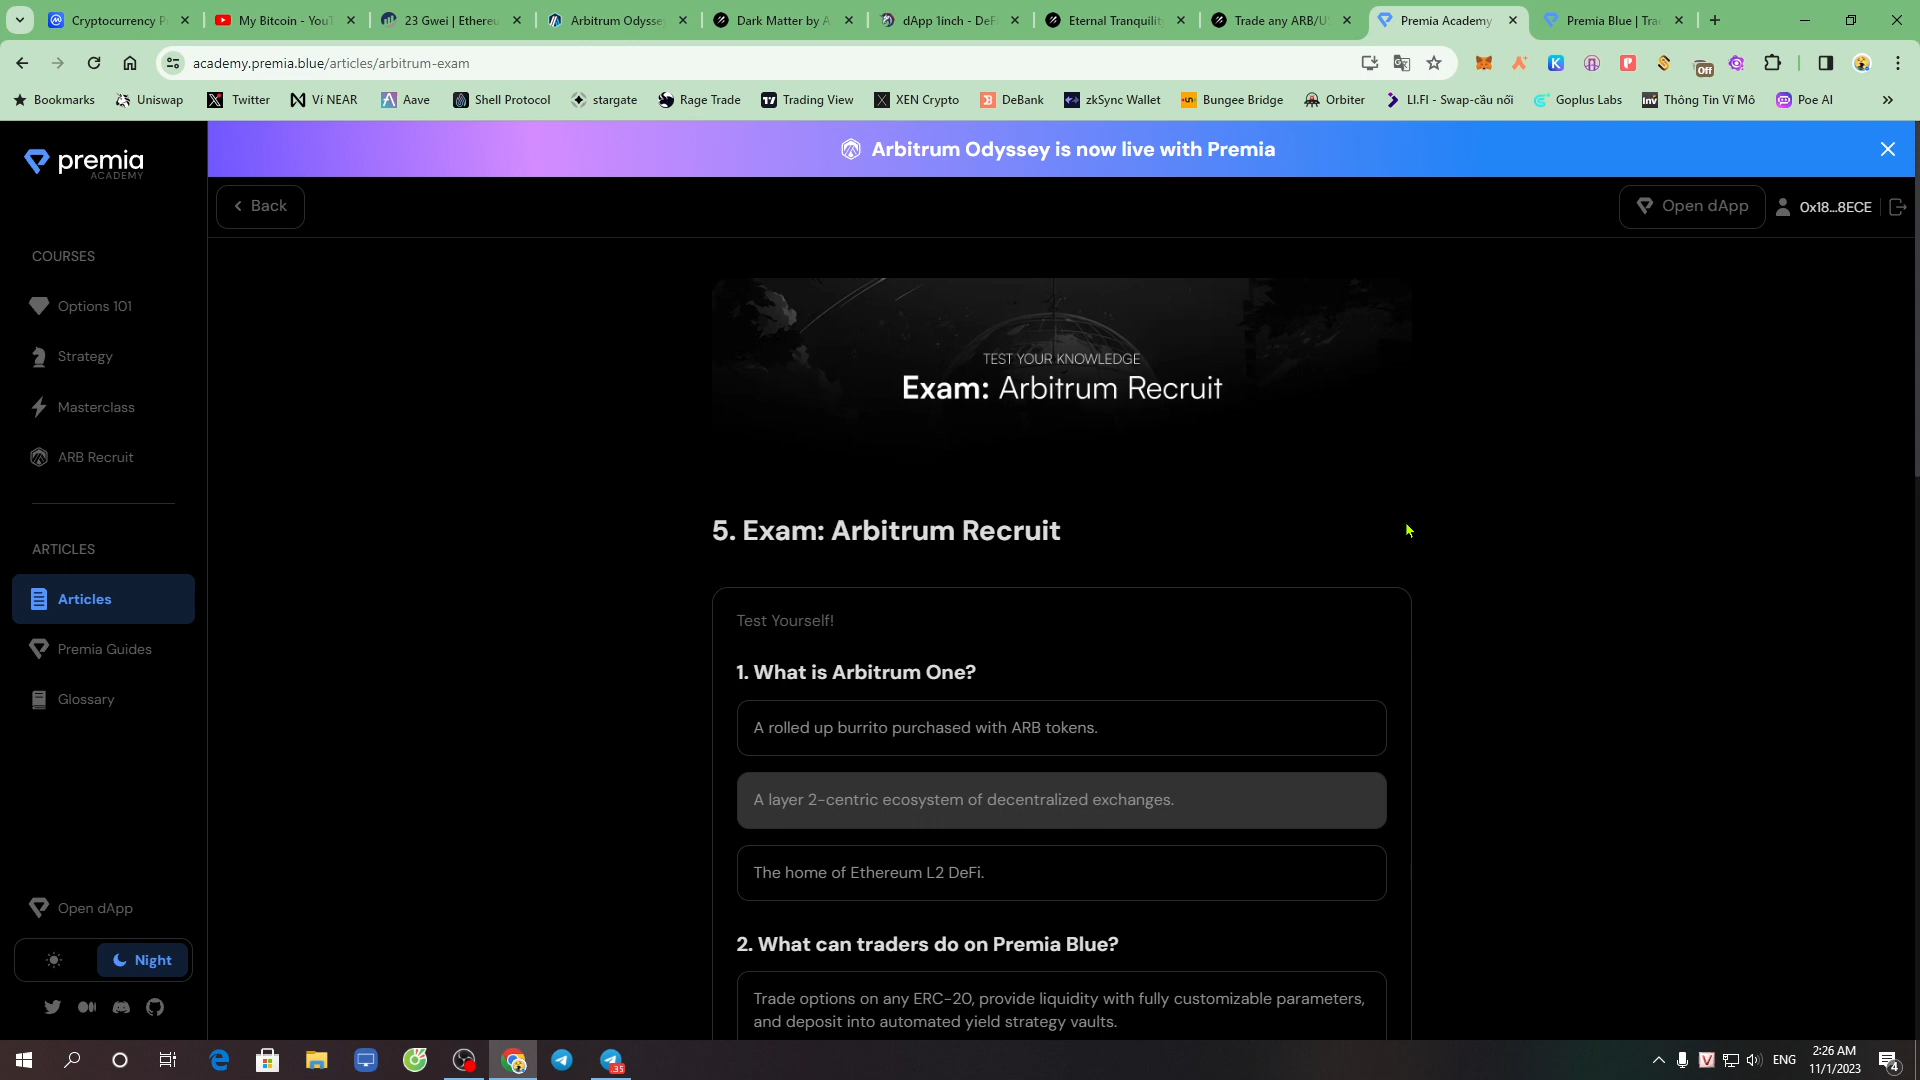 Cryptocurrency P
My Bitcoin - YouT
23 Gwei | Ethereu
Arbitrum Odysse
Dark Matter by A
dApp 1inch - DeF
Eternal Tranquilit
Trade any ARB/U
Premia Academy
Premia Blue | Tra
academy.premia.blue/articles/arbitrum-exam
Off
Bookmarks
Uniswap
Twitter
Ví NEAR
Aave
Shell Protocol
stargate
Rage Trade
Trading View
XEN Crypto
DeBank
zkSync Wallet
Bungee Bridge
Orbiter
LI.FI - Swap-cầu nối
Goplus Labs
Inv
Thông Tin Vĩ Mô
Poe AI
premia
ACADEMY
Arbitrum Odyssey is now live with Premia
Back
Open dApp
0x18...8ECE
COURSES
Options 101
Strategy
Masterclass
ARB Recruit
ARTICLES
Articles
Premia Guides
Glossary
Open dApp
Night
TEST YOUR KNOWLEDGE
Exam: Arbitrum Recruit
5. Exam: Arbitrum Recruit
Test Yourself!
1. What is Arbitrum One?
A rolled up burrito purchased with ARB tokens.
A layer 2-centric ecosystem of decentralized exchanges.
The home of Ethereum L2 DeFi.
2. What can traders do on Premia Blue?
Trade options on any ERC-20, provide liquidity with fully customizable parameters,
and deposit into automated yield strategy vaults.
35
ENG
2:26 AM
11/1/2023
4